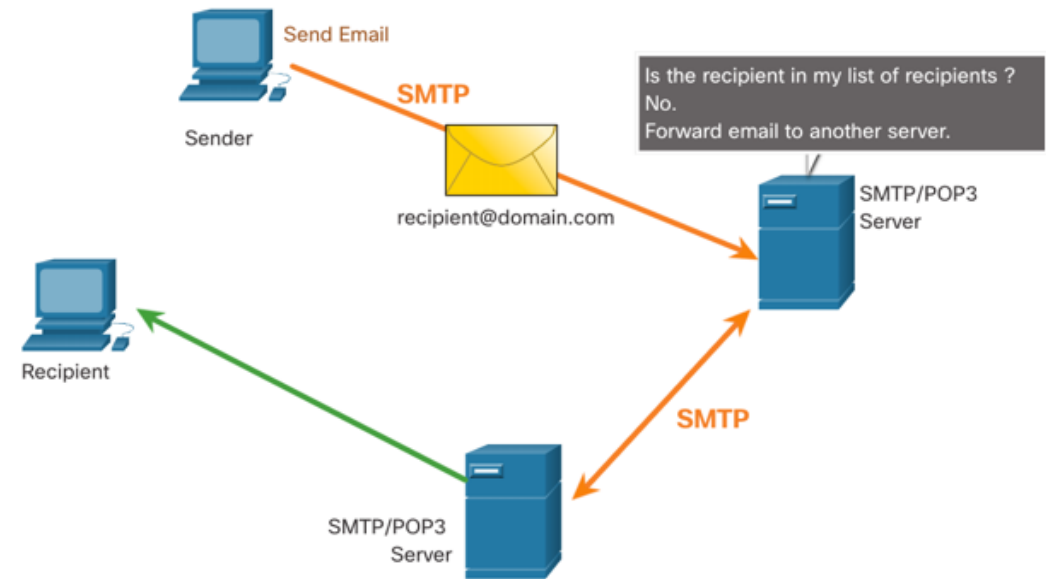 Send Email
SMTP
Sender
recipient@domain.com
Is the recipient in my list of recipients ?
No.
Forward email to another server.
SMTP/POP3
Server
Recipient
SMTP
SMTP/POP3
Server